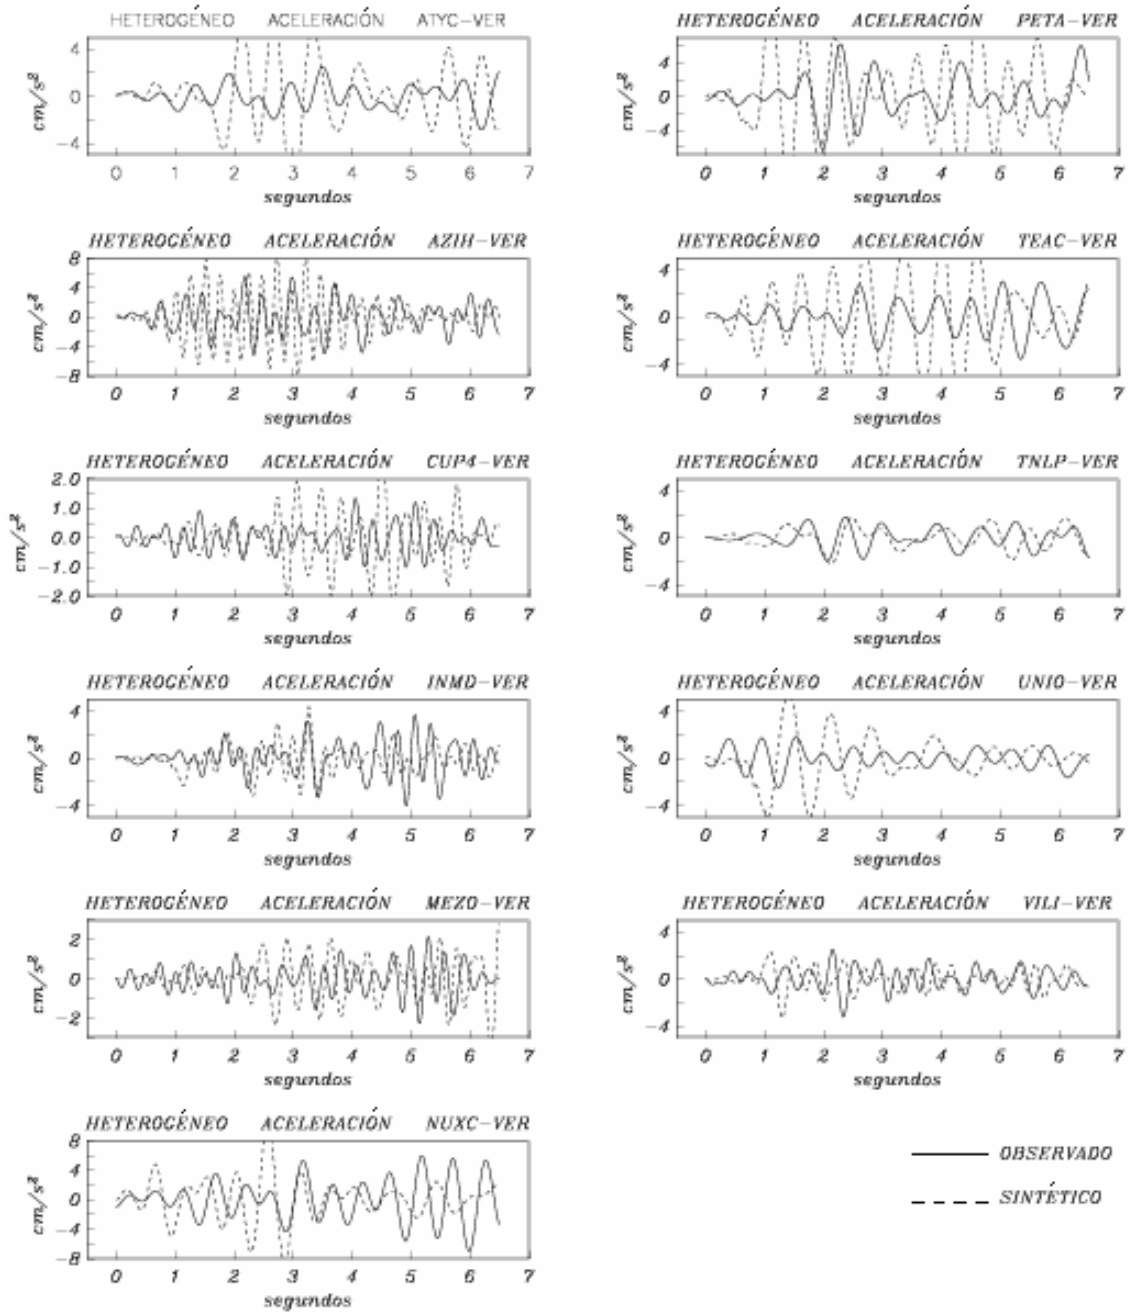 HETEROGÉNEO ACELERACIÓN ATYC-VER
4
0
-4
cm/s²
0 5 1 2 3 4 5 6 7
segundos
HETEROGÉNEO ACELERACIÓN PETA-VER
4
0
-4
cm/s²
0 1 2 3 4 5 6 7
segundos
HETEROGÉNEO ACELERACIÓN AZIH-VER
8
4
0
-4
-8
cm/s²
0 1 2 3 4 5 6 7
segundos
HETEROGÉNEO ACELERACIÓN TEAC-VER
4
0
-4
cm/s²
0 1 2 3 4 5 6 7
segundos
HETEROGÉNEO ACELERACIÓN CUP4-VER
2.0
1.0
0.0
-1.0
-2.0
cm/s²
0 1 2 3 4 5 6 7
segundos
HETEROGÉNEO ACELERACIÓN TNLP-VER
4
0
-4
cm/s²
0 1 2 3 4 5 6 7
segundos
HETEROGÉNEO ACELERACIÓN INMD-VER
4
0
-4
cm/s²
0 1 2 3 4 5 6 7
segundos
HETEROGÉNEO ACELERACIÓN UNIO-VER
4
0
-4
cm/s²
0 1 2 3 4 5 6 7
segundos
HETEROGÉNEO ACELERACIÓN MEZO-VER
2
0
-2
cm/s²
0 1 2 3 4 5 6 7
segundos
HETEROGÉNEO ACELERACIÓN VILI-VER
4
0
-4
cm/s²
0 1 2 3 4 5 6 7
segundos
HETEROGÉNEO ACELERACIÓN NUXC-VER
8
4
0
-4
-8
cm/s²
0 1 2 3 4 5 6 7
segundos
OBSERVADO
SINTÉTICO